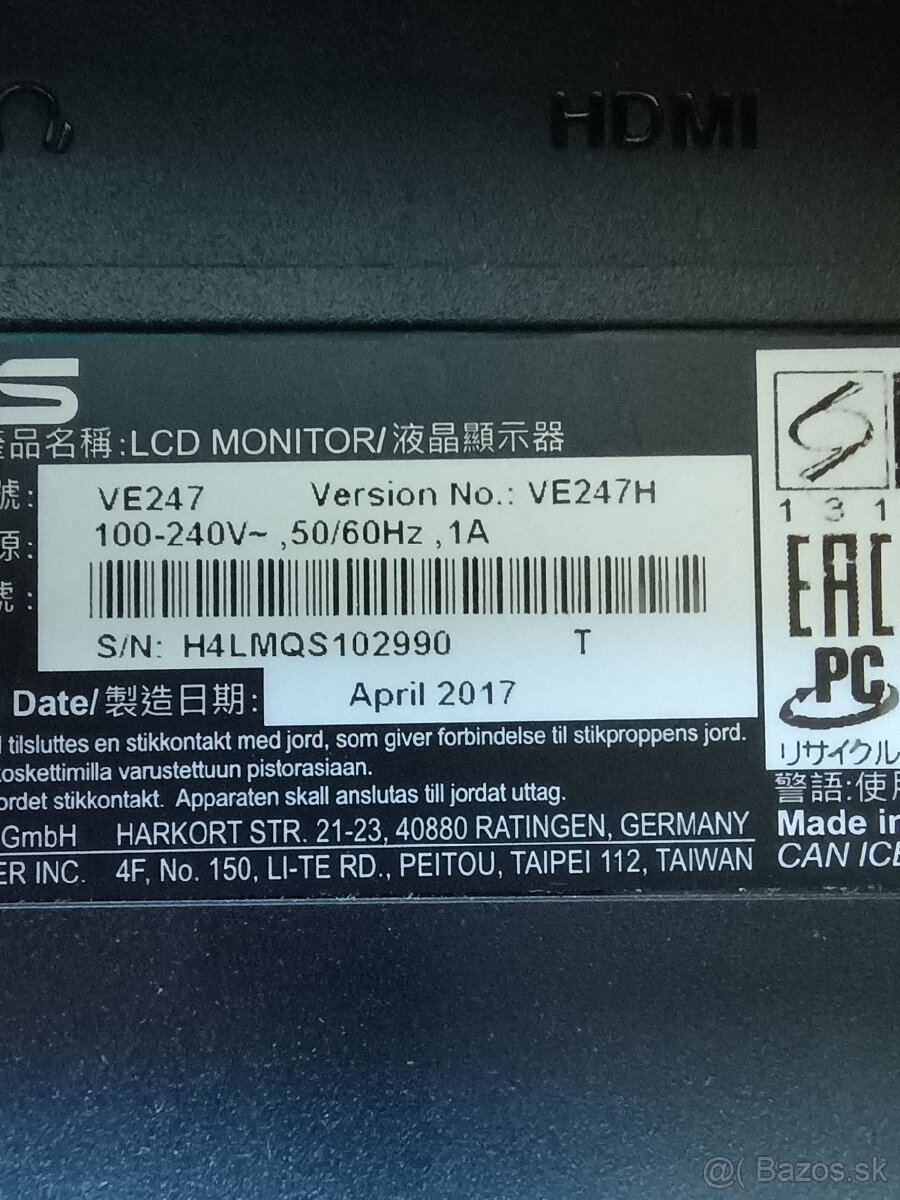 HDMI
S
產品名稱:LCD MONITOR/液晶顯示器
號: VE247 Version No.: VE247H
源: 100-240V~ ,50/60Hz ,1A
號:
S/N: H4LMQS102990 T
Date/製造日期: April 2017
tilsluttes en stikkontakt med jord, som giver forbindelse til stikproppens jord.
oskettimilla varustettuun pistorasiaan.
ordet stikkontakt. Apparaten skall anslutas till jordat uttag.
GmbH HARKORT STR. 21-23, 40880 RATINGEN, GERMANY
ER INC. 4F, No. 150, LI-TE RD., PEITOU, TAIPEI 112, TAIWAN
1 3 1
EAC
PC
リサイクル
警語:使用
Made in
CAN ICE
@( Bazos.sk